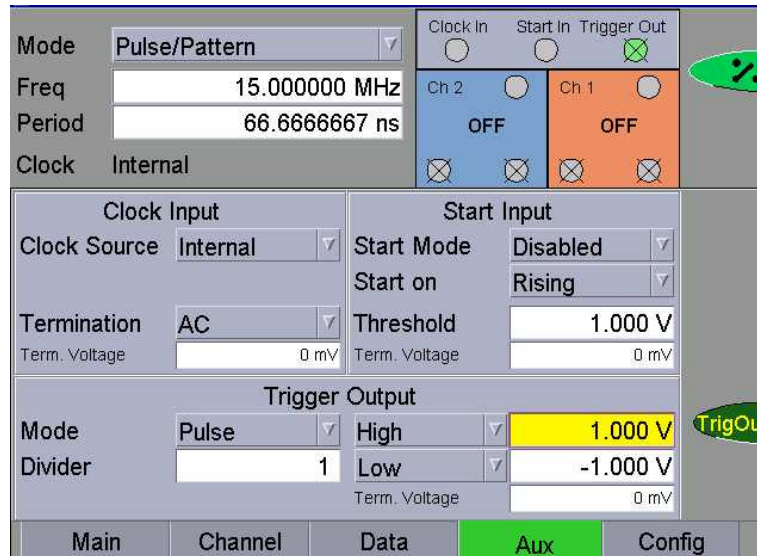 Mode Pulse/Pattern
Clock In Start In Trigger Out
Freq 15.000000 MHz
Period 66.6666667 ns
Clock Internal
Ch 2 Ch 1
OFF OFF
Clock Input
Clock Source Internal
Termination AC
Term. Voltage 0 mV
Start Input
Start Mode Disabled
Start on Rising
Threshold 1.000 V
Term. Voltage 0 mV
Trigger Output
Mode Pulse High 1.000 V
Divider 1 Low -1.000 V
Term. Voltage 0 mV
TrigOu
Main Channel Data Aux Config